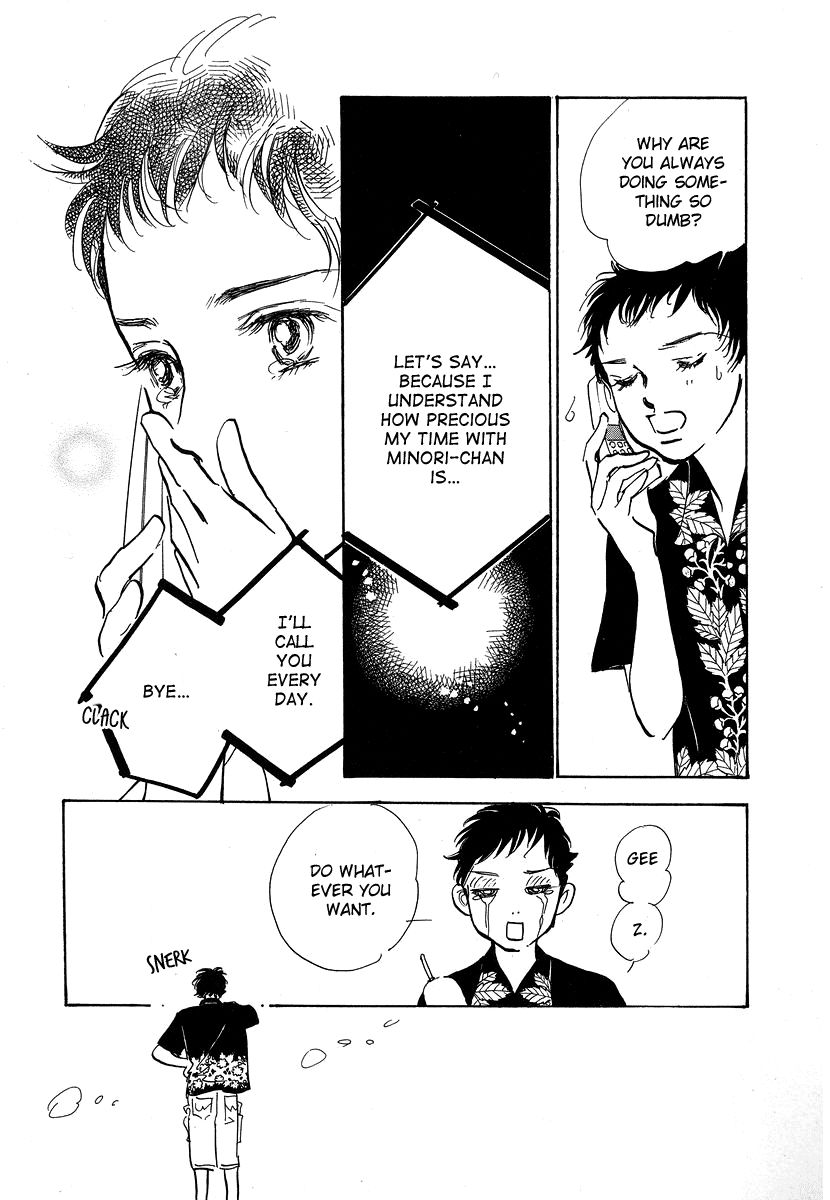 WHY ARE
YOU ALWAYS
DOING SOME-
THING SO
DUMB?
LET'S SAY...
BECAUSE I
UNDERSTAND
HOW PRECIOUS
MY TIME WITH
MINORI-CHAN
IS...
I'LL
CALL
YOU
EVERY
DAY.
BYE...
CLACK
GEE
Z.
DO WHAT-
EVER YOU
WANT.
SNERK